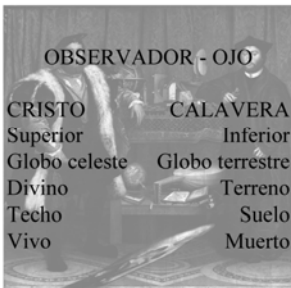 OBSERVADOR - OJO
CRISTO CALAVERA
Superior Inferior
Globo celeste Globo terrestre
Divino Terreno
Techo Suelo
Vivo Muerto